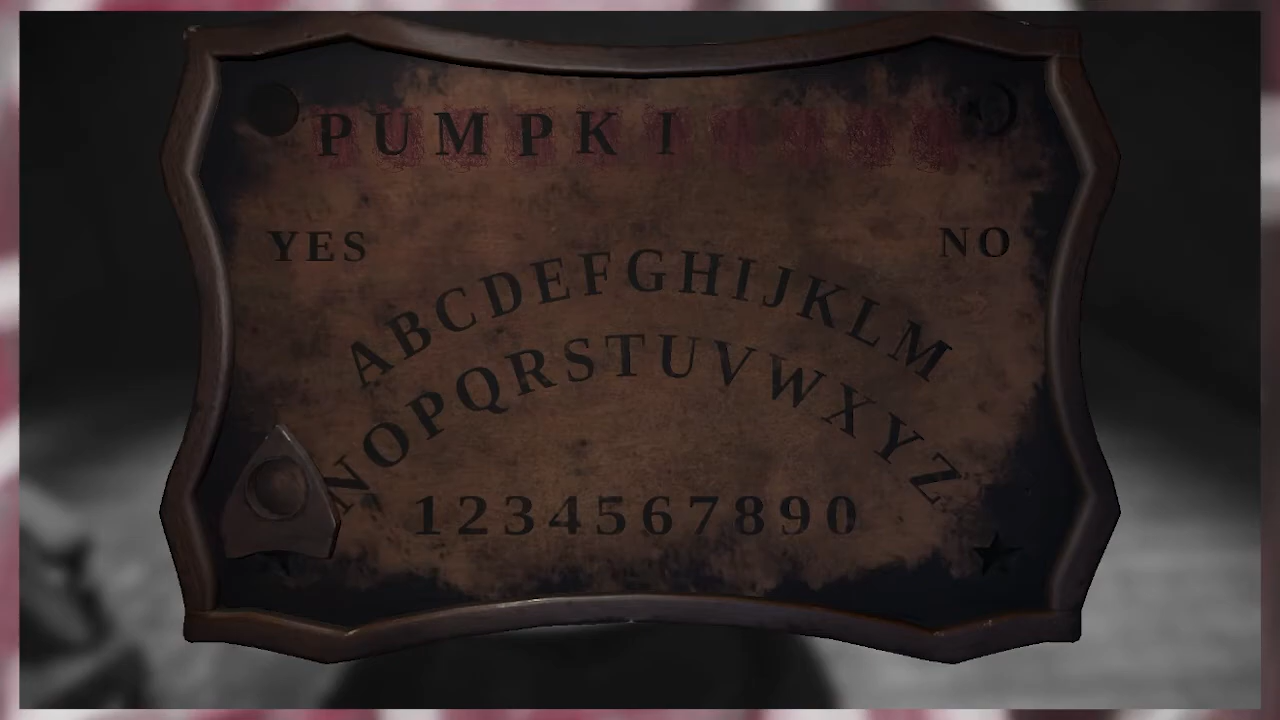 PUMPKI
YES NO
ABCDEFGHIJKLM
NOPQRSTUVWXYZ
1234567890